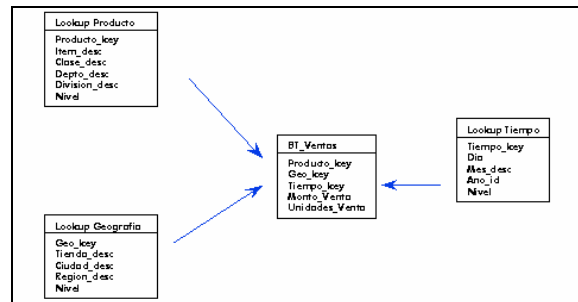 Lookup Producto
Producto_key
Item_desc
Clase_desc
Depto_desc
Division_desc
Nivel
BT_Ventas
Producto_key
Geo_key
Tiempo_key
Monto_Venta
Unidades_Venta
Lookup Tiempo
Tiempo_key
Dia
Mes_desc
Ano_id
Nivel
Lookup Geografia
Geo_key
Tienda_desc
Ciudad_desc
Region_desc
Nivel